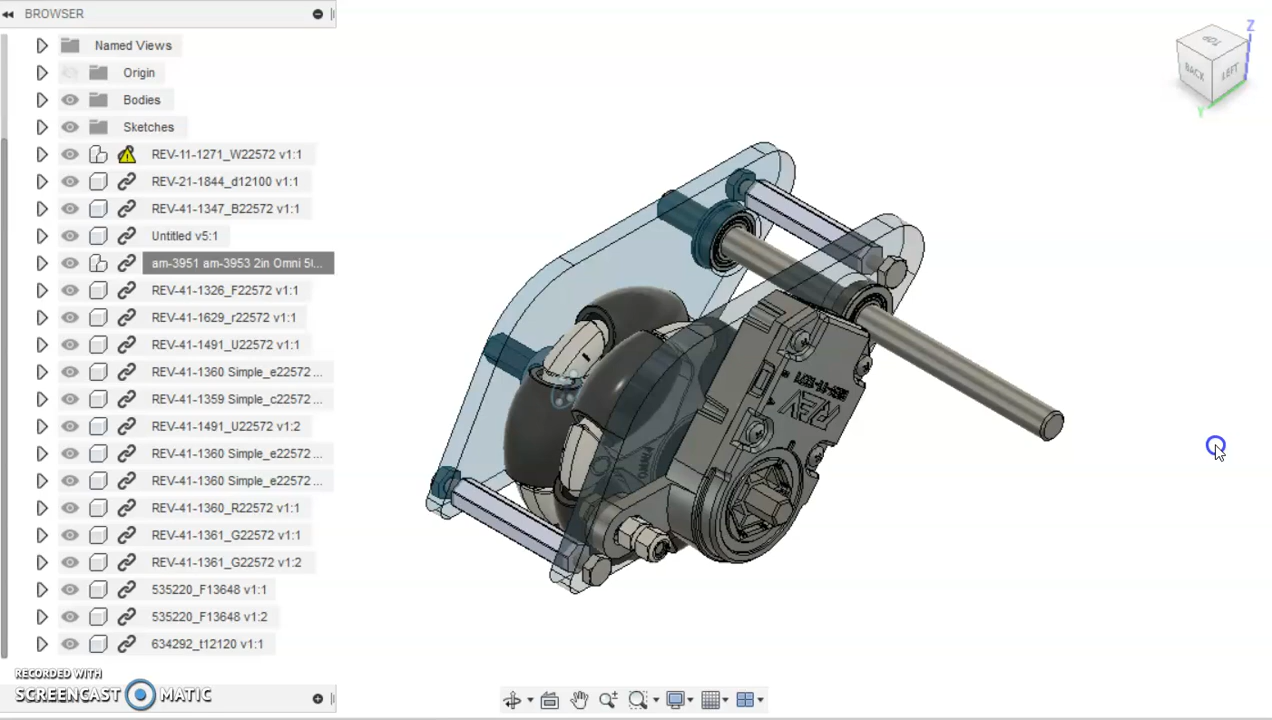 BROWSER
Named Views
Origin
Bodies
Sketches
REV-11-1271_W22572 v1:1
REV-21-1844_d12100 v1:1
REV-41-1347_B22572 v1:1
Untitled v5:1
am-3951 am-3953 2in Omni 5(...
REV-41-1326_F22572 v1:1
REV-41-1629_r22572 v1:1
REV-41-1491_U22572 v1:1
REV-41-1360 Simple_e22572 ...
REV-41-1359 Simple_c22572 ...
REV-41-1491_U22572 v1:2
REV-41-1360 Simple_e22572 ...
REV-41-1360 Simple_e22572 ...
REV-41-1360_R22572 v1:1
REV-41-1361_G22572 v1:1
REV-41-1361_G22572 v1:2
535220_F13648 v1:1
535220_F13648 v1:2
634292_t12120 v1:1
RECORDED WITH
SCREENCAST MATIC
TOP
BACK
LEFT
Z
Y
REV